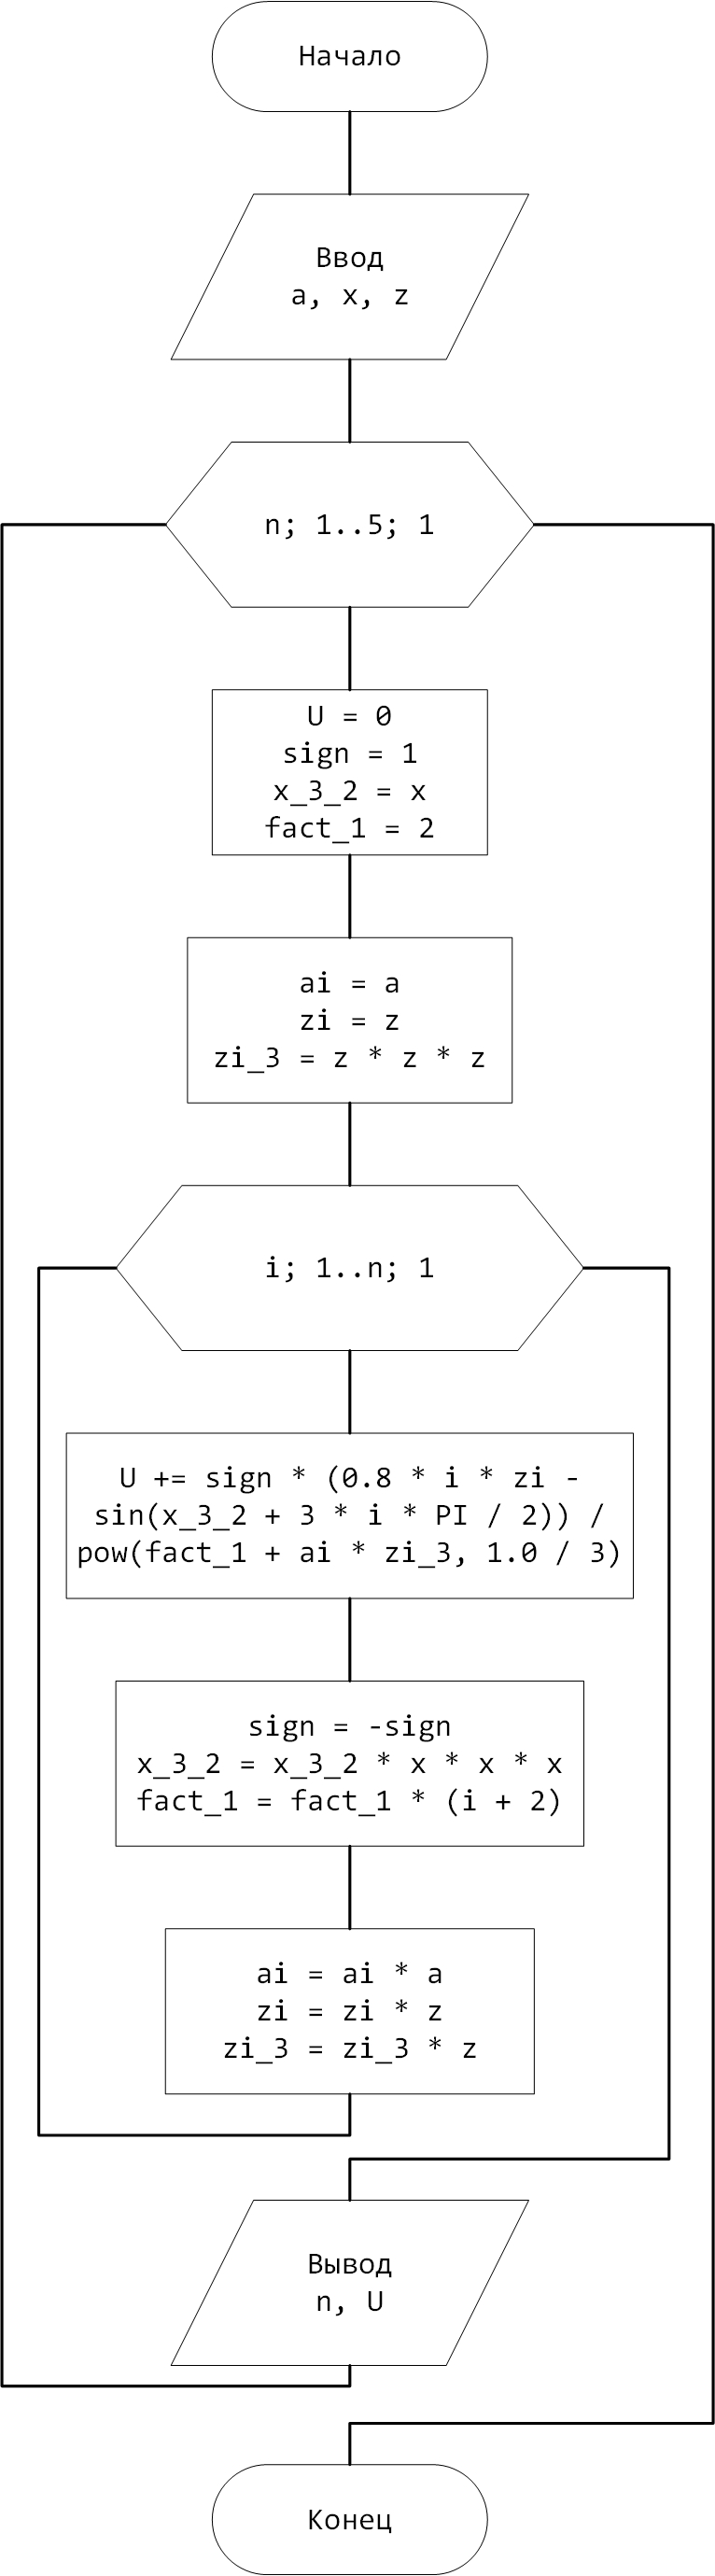 Начало
Ввод
a, x, z
n; 1..5; 1
U = 0
sign = 1
x_3_2 = x
fact_1 = 2
ai = a
zi = z
zi_3 = z * z * z
i; 1..n; 1
U += sign * (0.8 * i * zi -
sin(x_3_2 + 3 * i * PI / 2)) /
pow(fact_1 + ai * zi_3, 1.0 / 3)
sign = -sign
x_3_2 = x_3_2 * x * x * x
fact_1 = fact_1 * (i + 2)
ai = ai * a
zi = zi * z
zi_3 = zi_3 * z
Вывод
n, U
Конец